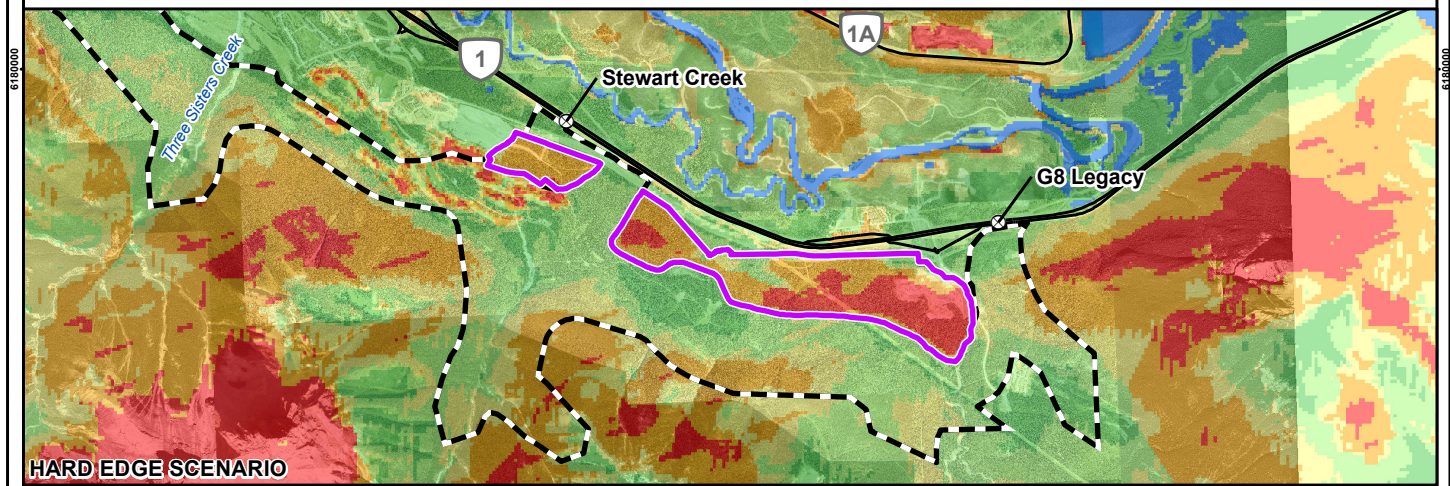 1A
1
6180000
6180000
Stewart Creek
Three Sisters Creek
G8 Legacy
HARD EDGE SCENARIO